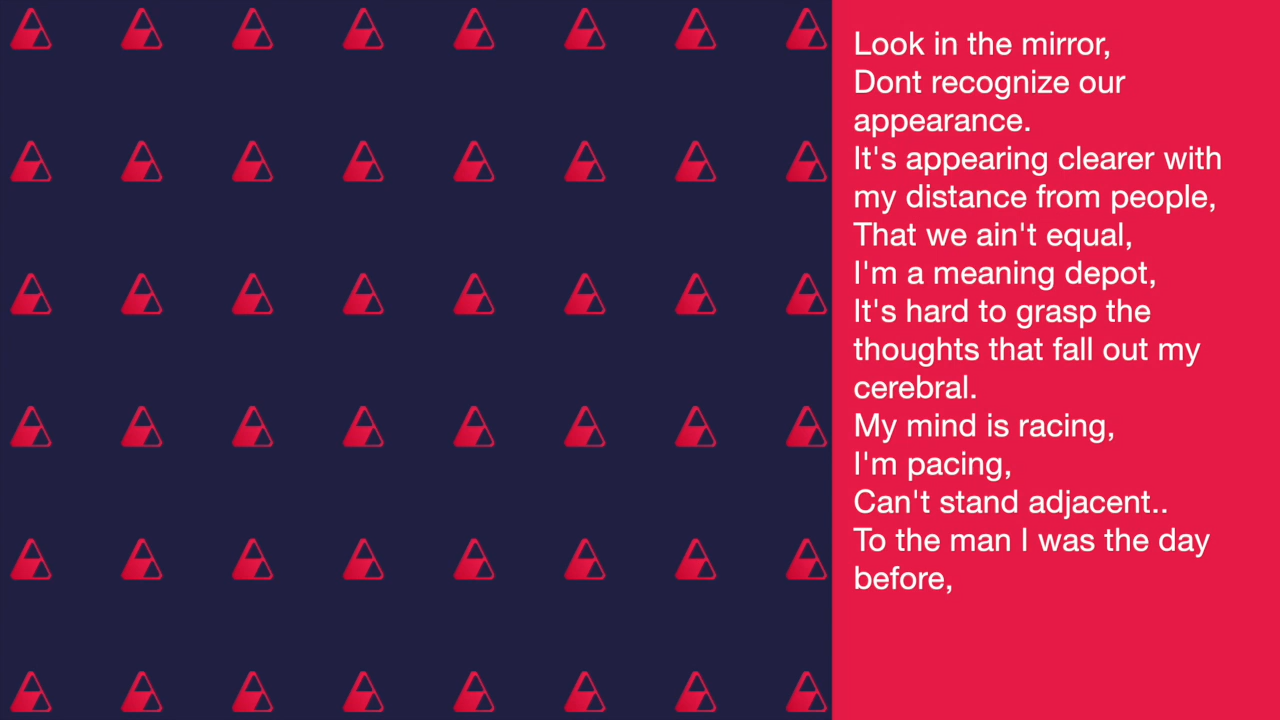 Look in the mirror,
Dont recognize our
appearance.
It's appearing clearer with
my distance from people,
That we ain't equal,
I'm a meaning depot,
It's hard to grasp the
thoughts that fall out my
cerebral.
My mind is racing,
I'm pacing,
Can't stand adjacent..
To the man I was the day
before,